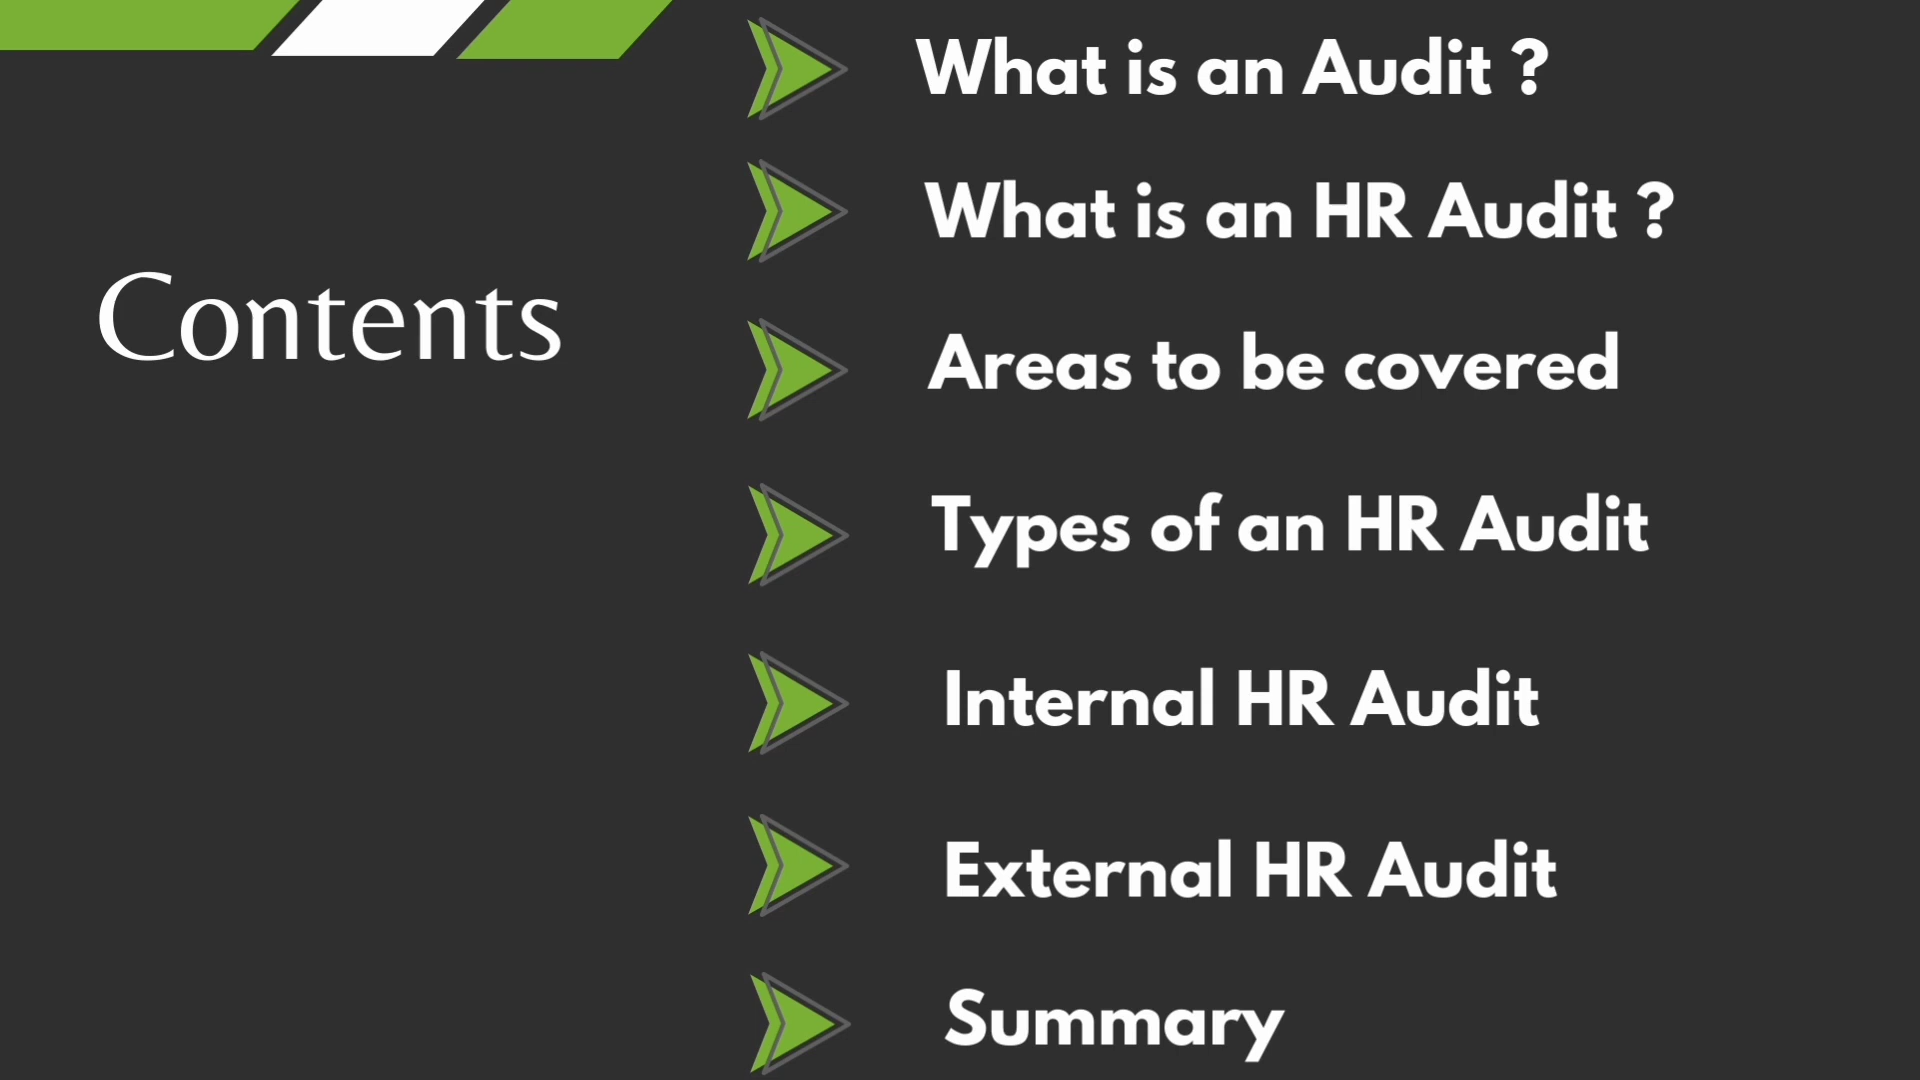 Contents
What is an Audit ?
What is an HR Audit ?
Areas to be covered
Types of an HR Audit
Internal HR Audit
External HR Audit
Summary